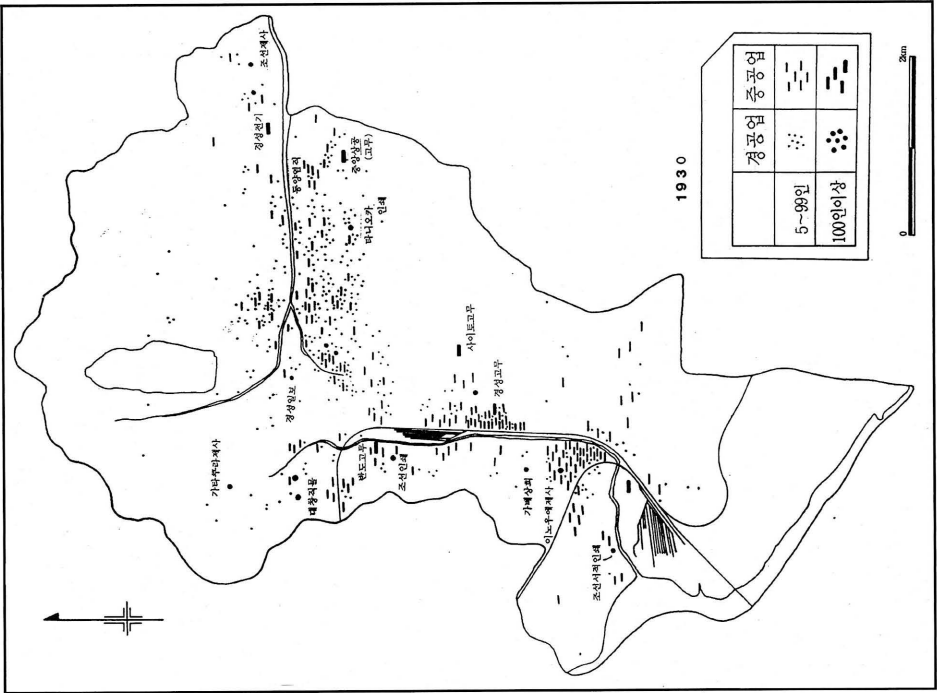 조선제사
경성전기
동양염직
중앙상공
(고무)
타니오카
인쇄
경성일보
사이토고무
경성고무
가타쿠라제사
대창직물
반도고무
조선인쇄
가페상회
이노우에제사
조선서적인쇄
1930
경공업 중공업
5~99인
100인이상
0 2km